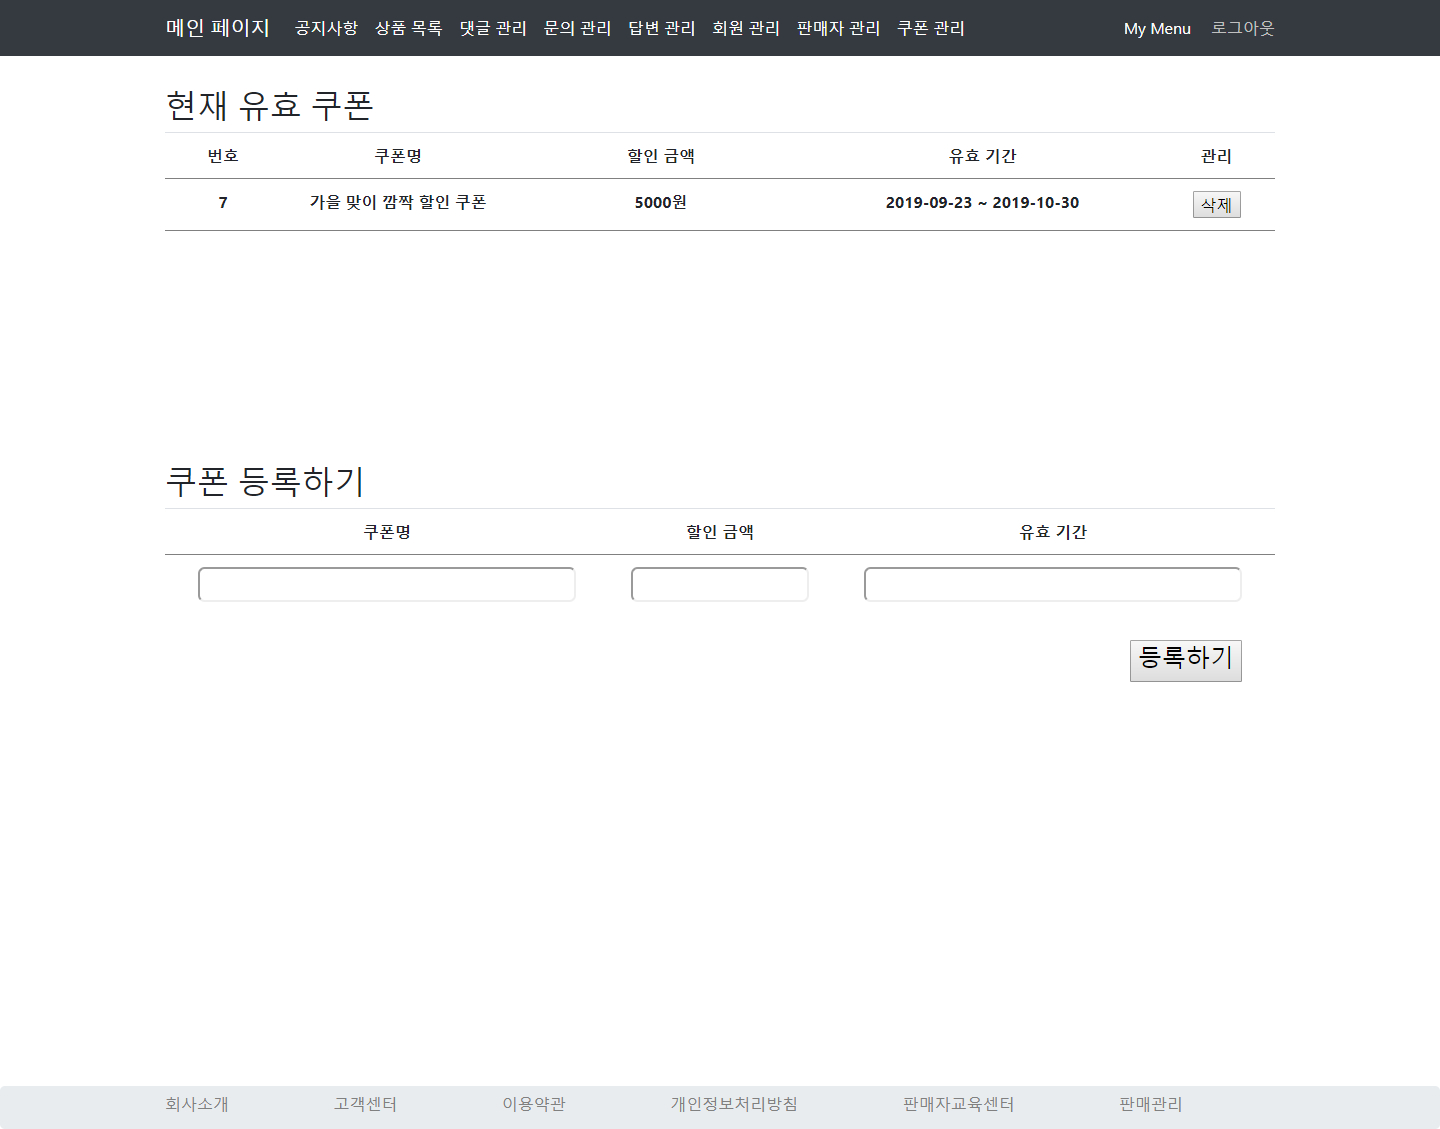 메인 페이지 공지사항 상품 목록 댓글 관리 문의 관리 답변 관리 회원 관리 판매자 관리 쿠폰 관리 My Menu 로그아웃
현재 유효 쿠폰
번호 쿠폰명 할인 금액 유효 기간 관리
7 가을 맞이 깜짝 할인 쿠폰 5000원 2019-09-23 ~ 2019-10-30 삭제
쿠폰 등록하기
쿠폰명 할인 금액 유효 기간
등록하기
회사소개 고객센터 이용약관 개인정보처리방침 판매자교육센터 판매관리